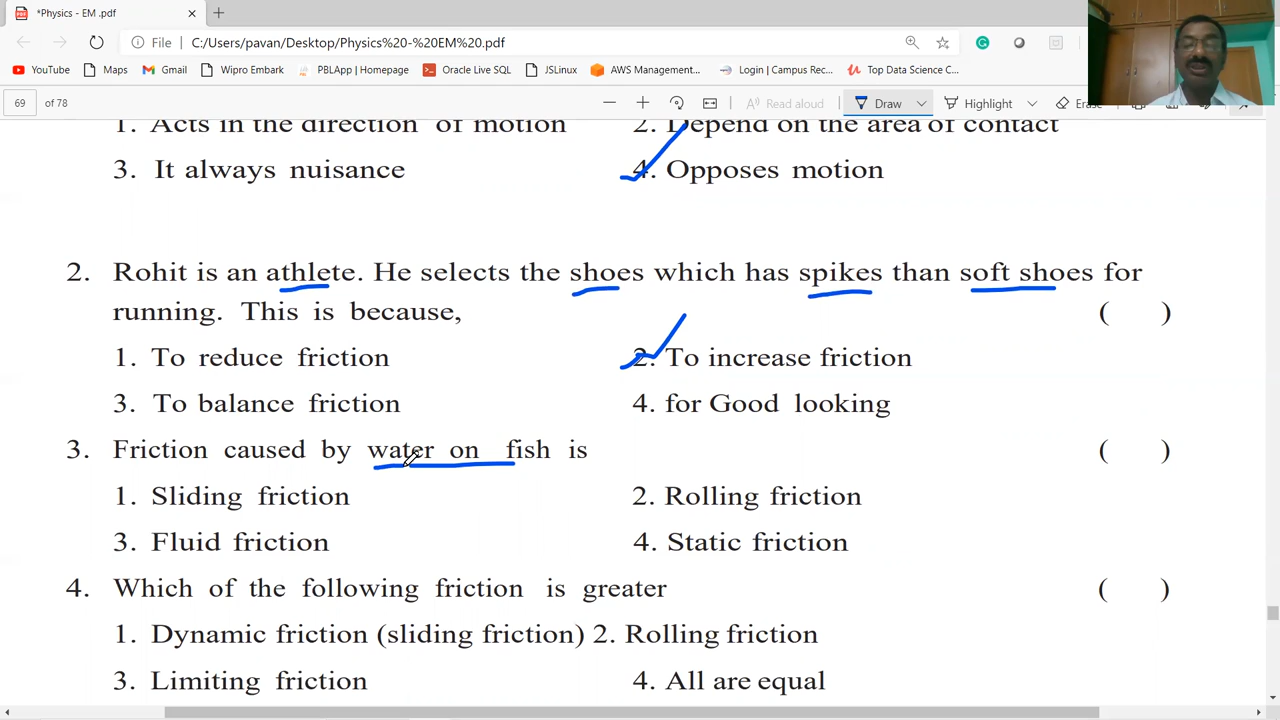 *Physics - EM .pdf
File C:/Users/pavan/Desktop/Physics%20-%20EM%20.pdf
YouTube Maps Gmail Wipro Embark PBLApp | Homepage Oracle Live SQL JSLinux AWS Management... Login | Campus Rec... Top Data Science C...
69 of 78 Read aloud Draw Highlight Erase
1. Acts in the direction of motion 2. Depend on the area of contact
3. It always nuisance 4. Opposes motion
2. Rohit is an athlete. He selects the shoes which has spikes than soft shoes for
running. This is because, ( )
1. To reduce friction 2. To increase friction
3. To balance friction 4. for Good looking
3. Friction caused by water on fish is ( )
1. Sliding friction 2. Rolling friction
3. Fluid friction 4. Static friction
4. Which of the following friction is greater ( )
1. Dynamic friction (sliding friction) 2. Rolling friction
3. Limiting friction 4. All are equal